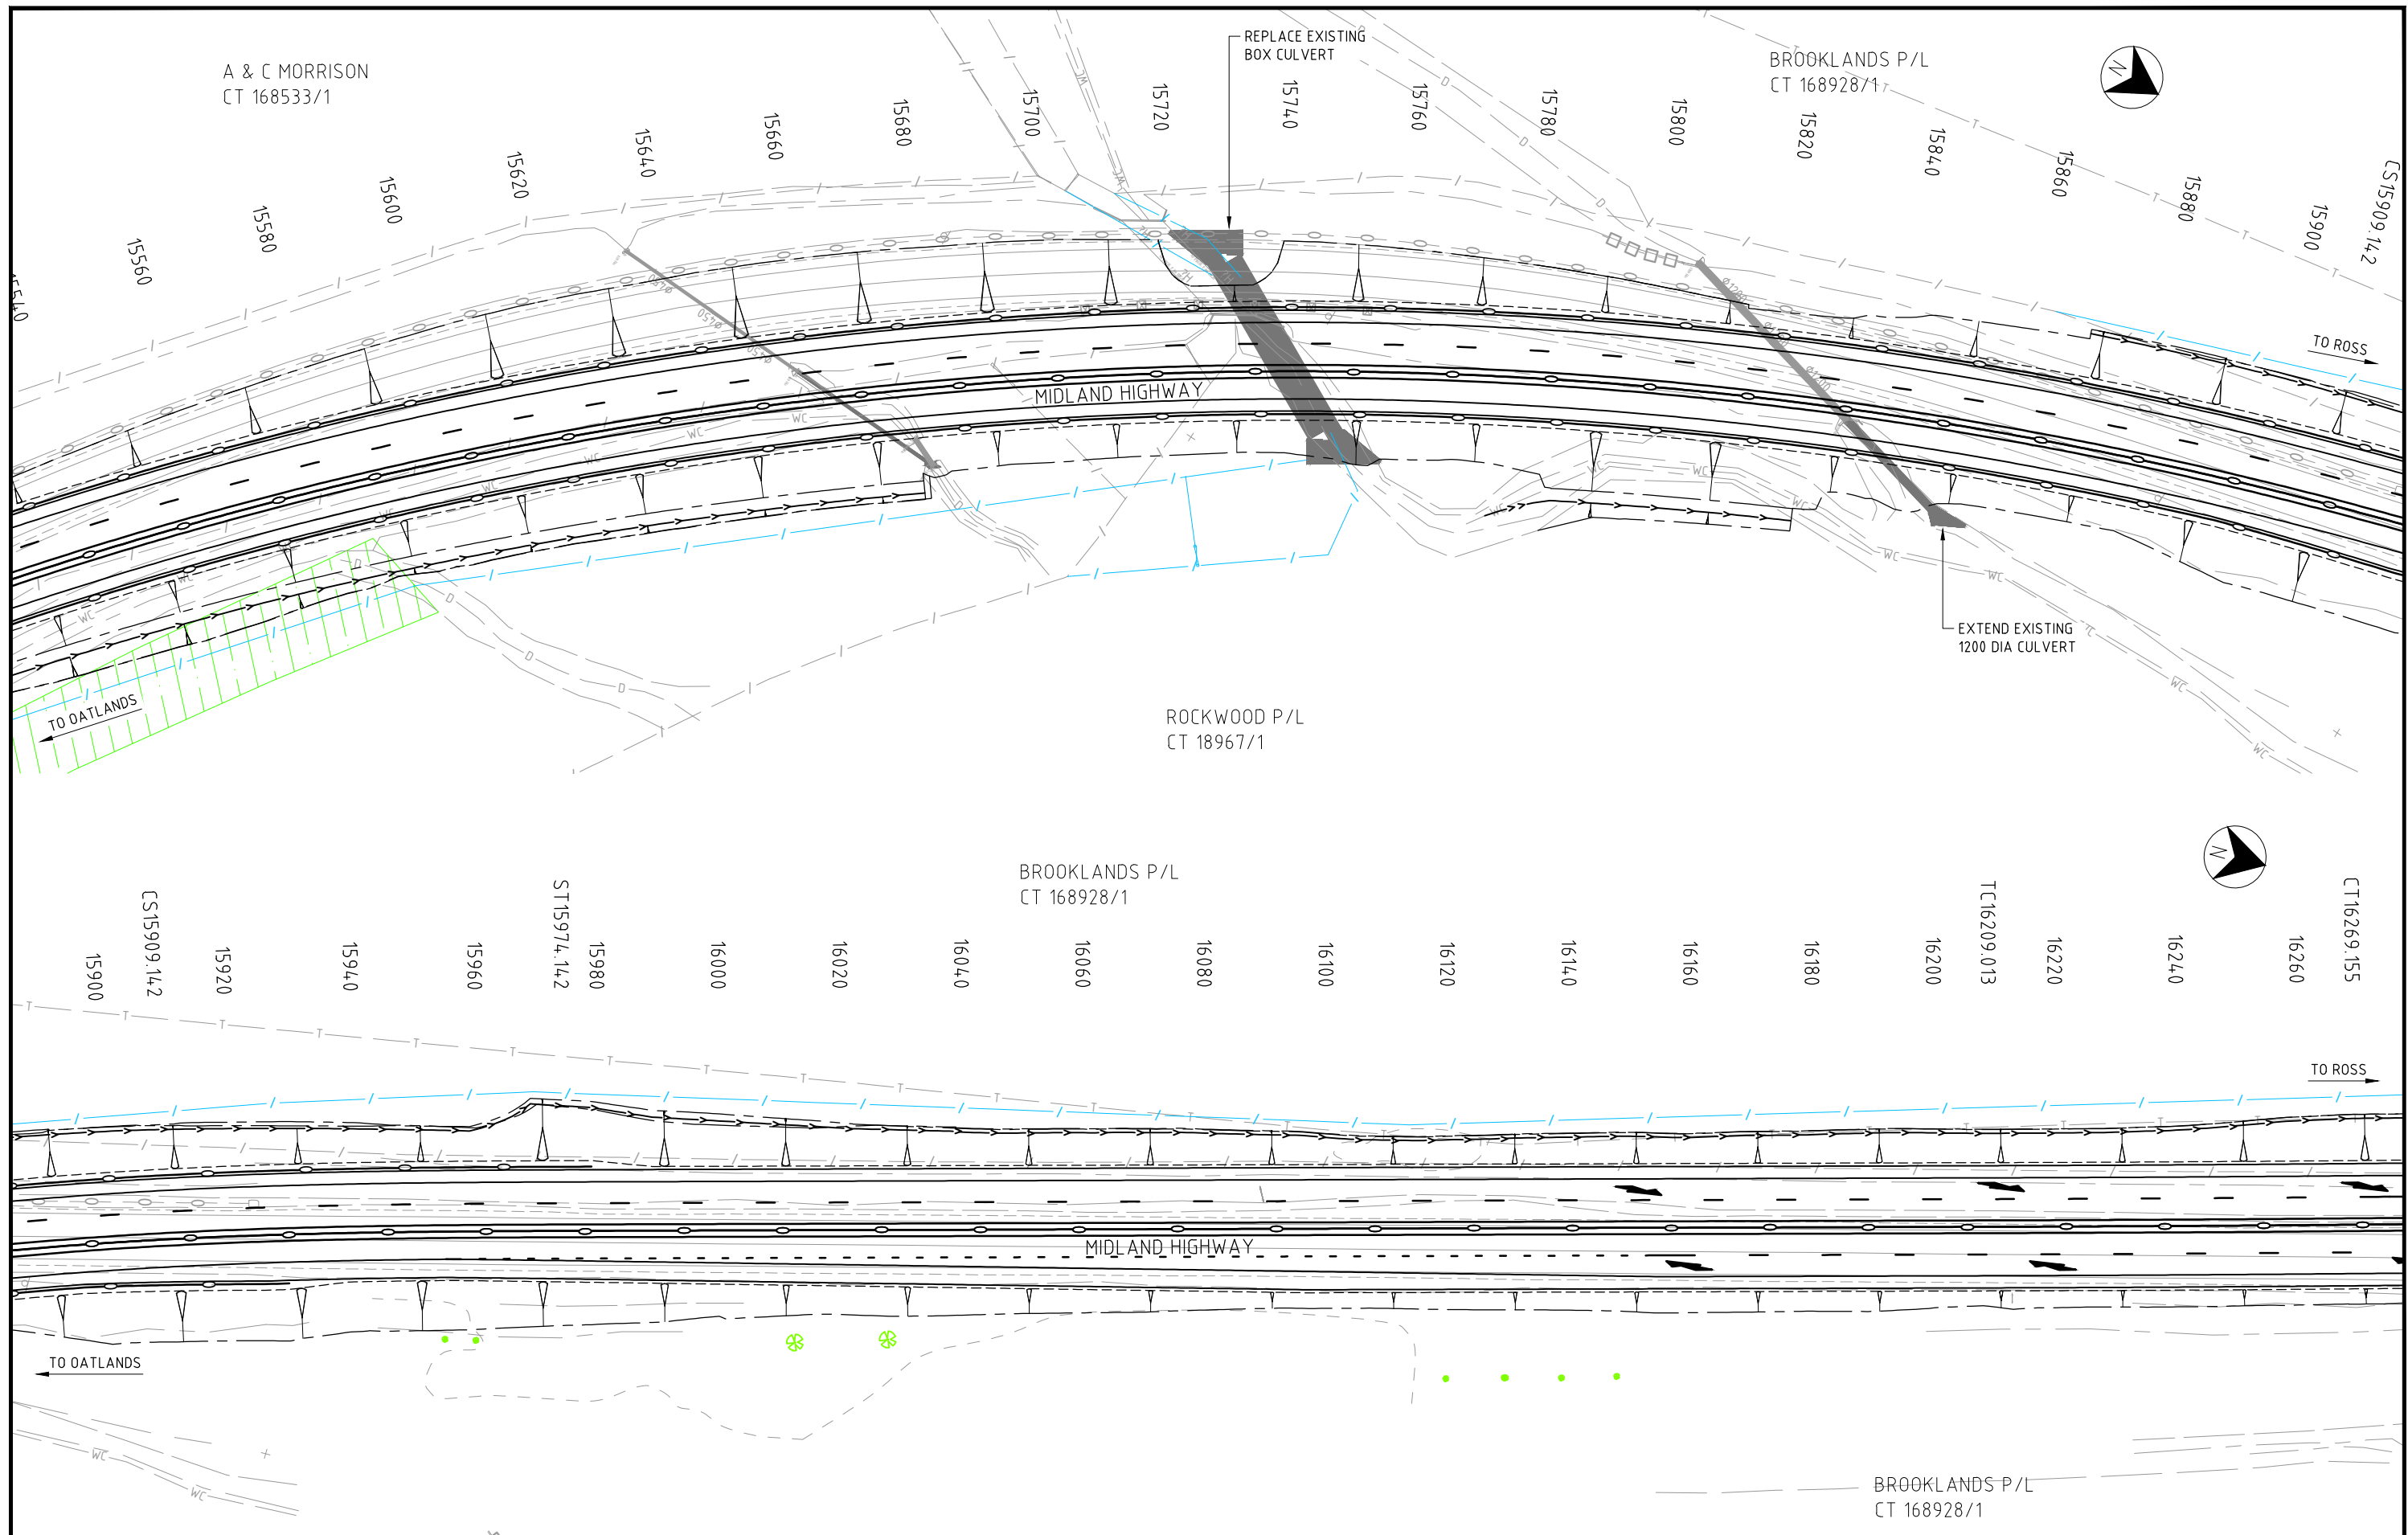 A & C MORRISON
CT 168533/1
REPLACE EXISTING
BOX CULVERT
BROOKLANDS P/L
CT 168928/1
N
15560
15580
15600
15620
15640
15660
15680
15700
15720
15740
15760
15780
15800
15820
15840
15860
15880
15900
CS15909.142
TO ROSS
MIDLAND HIGHWAY
Ø450
Ø450
Ø450
Ø1200
TO OATLANDS
EXTEND EXISTING
1200 DIA CULVERT
ROCKWOOD P/L
CT 18967/1
BROOKLANDS P/L
CT 168928/1
N
15900
CS15909.142
15920
15940
15960
ST15974.142
15980
16000
16020
16040
16060
16080
16100
16120
16140
16160
16180
16200
TC16209.013
16220
16240
16260
CT16269.155
TO ROSS
MIDLAND HIGHWAY
TO OATLANDS
BROOKLANDS P/L
CT 168928/1